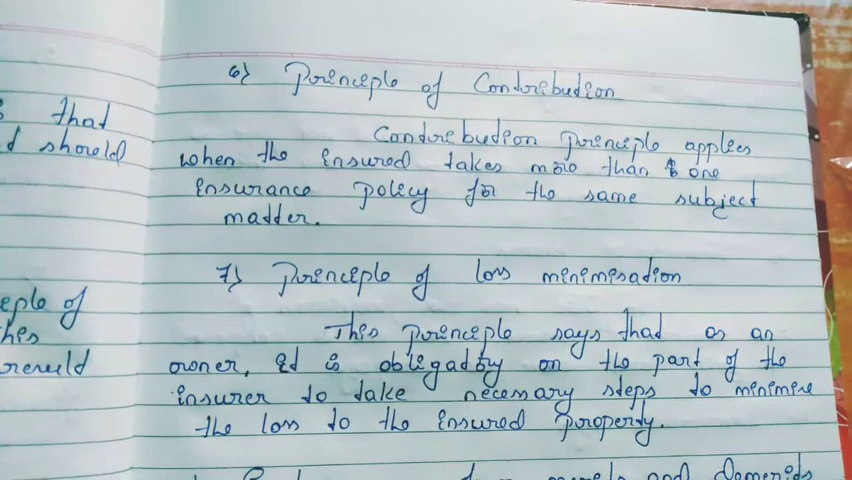 s that
d should
eple of
hes
6) Principle of Contribution
Contribution principle applies
when the insured takes more than one
insurance policy for the same subject
matter.
7) Principle of loss minimisation
This principle says that as an
owner, it is obligatory on the part of the
insurer to take necessary steps to minimise
the loss to the insured property.
and Demerits